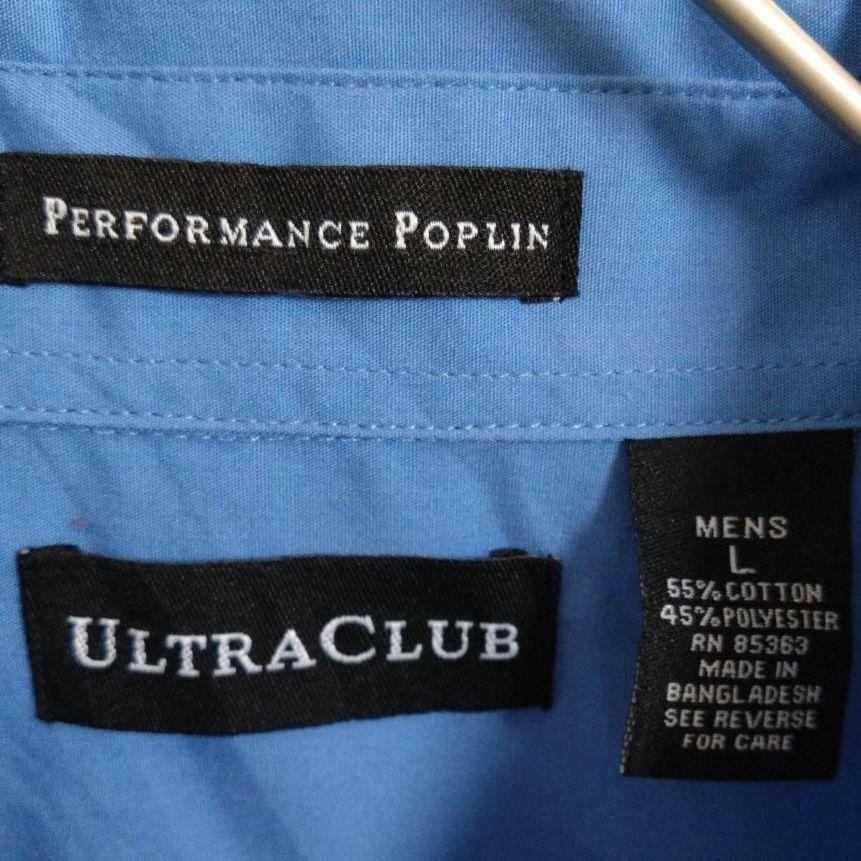 PERFORMANCE POPLIN
ULTRACLUB
MENS
L
55% COTTON
45% POLYESTER
RN 85363
MADE IN
BANGLADESH
SEE REVERSE
FOR CARE